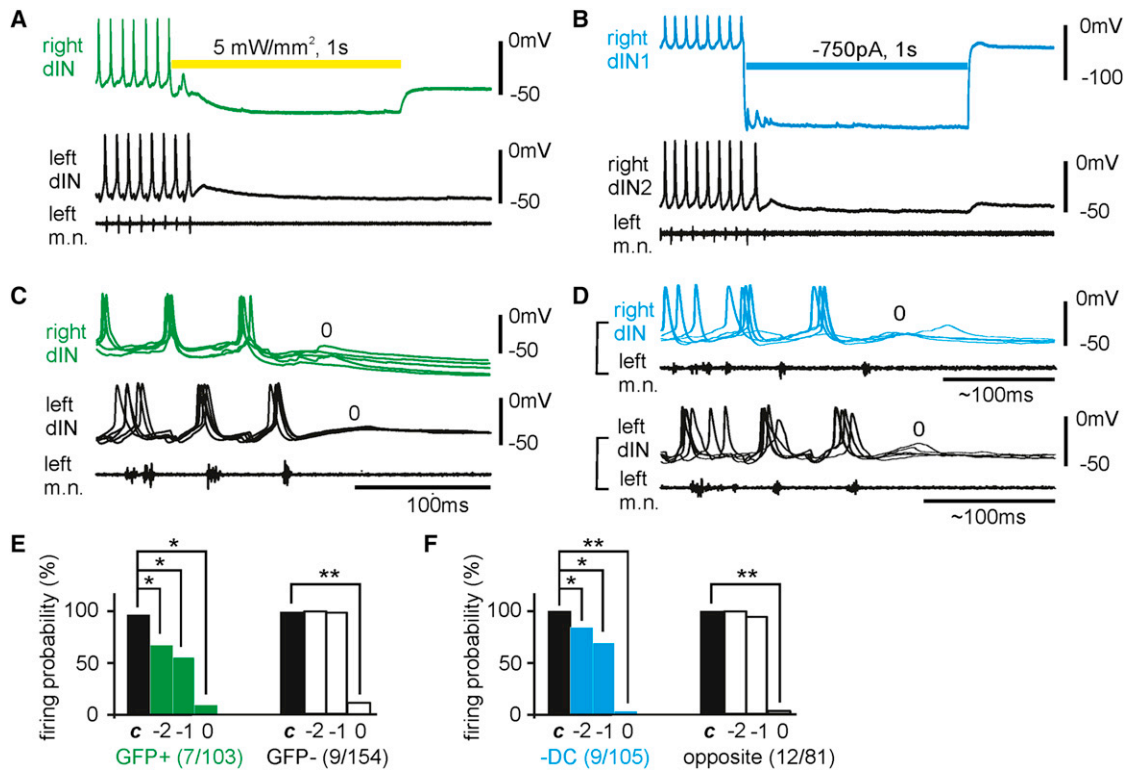 A
right
dIN
5 mW/mm², 1s
0mV
-50
left
dIN
0mV
-50
left
m.n.
B
right
dIN1
-750pA, 1s
0mV
-100
right
dIN2
0mV
-50
left
m.n.
C
right
dIN
0
0mV
-50
left
dIN
0
0mV
-50
left
m.n.
100ms
D
right
dIN
0
0mV
-50
left
m.n.
~100ms
left
dIN
0
0mV
-50
left
m.n.
~100ms
E
firing probability (%)
100
50
0
* * * **
c -2 -1 0 c -2 -1 0
GFP+ (7/103) GFP- (9/154)
F
firing probability (%)
100
50
0
** * * **
c -2 -1 0 c -2 -1 0
-DC (9/105) opposite (12/81)